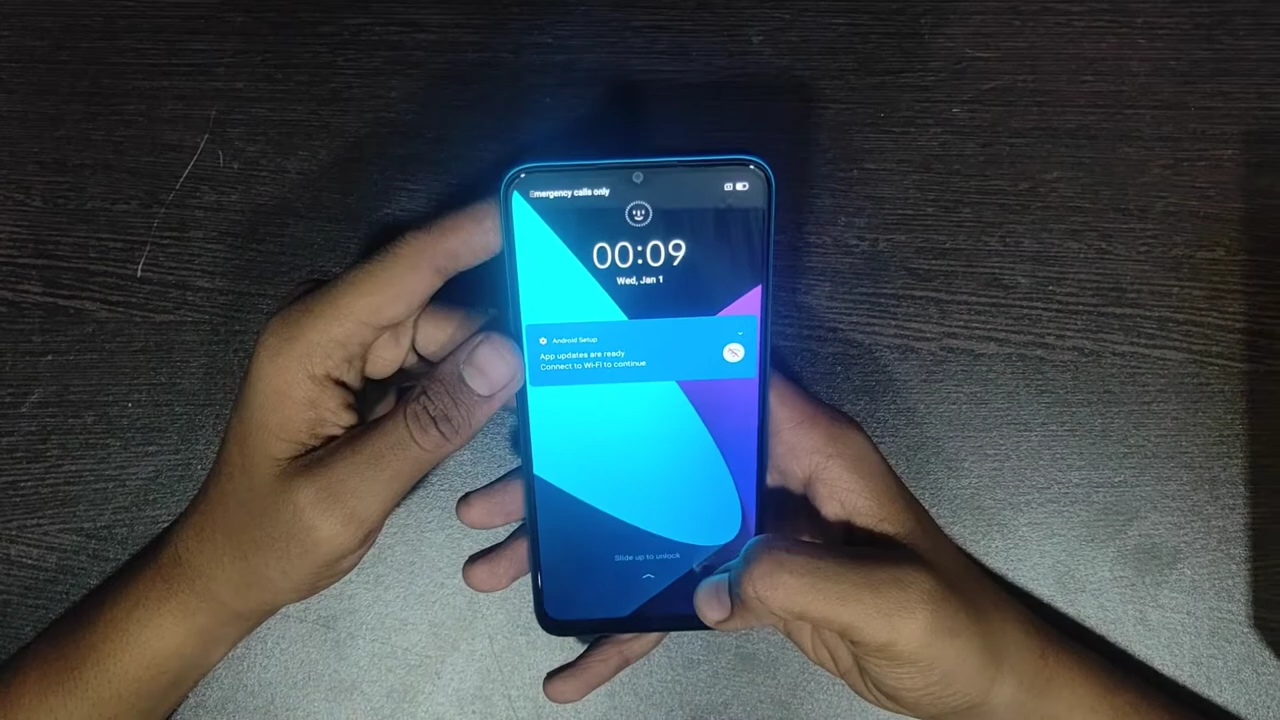 Emergency calls only
00:09
Wed, Jan 1
Android Setup
App updates are ready
Connect to Wi-Fi to continue
Slide up to unlock